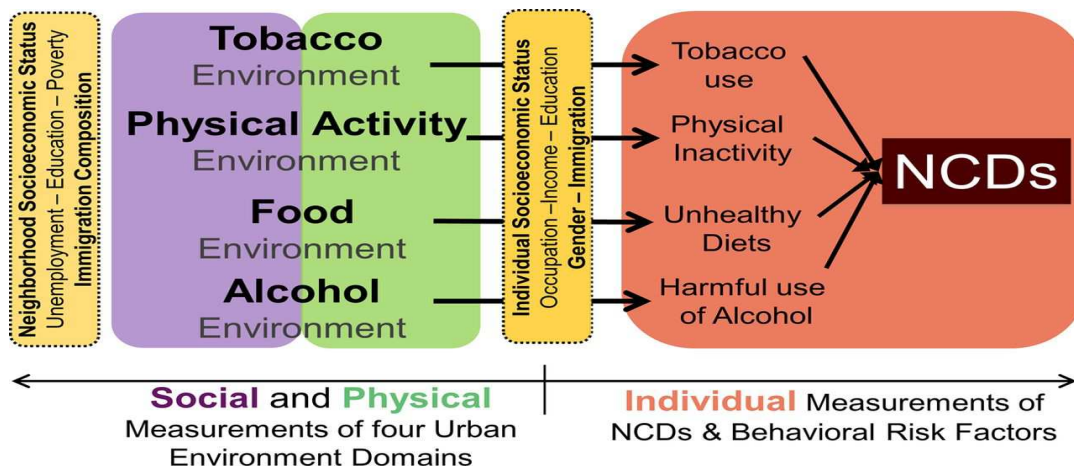 Neighborhood Socioeconomic Status
Unemployment – Education – Poverty
Immigration Composition
Tobacco
Environment
Physical Activity
Environment
Food
Environment
Alcohol
Environment
Individual Socioeconomic Status
Occupation –Income – Education
Gender – Immigration
Tobacco
use
Physical
Inactivity
Unhealthy
Diets
Harmful use
of Alcohol
NCDs
Social and Physical
Measurements of four Urban
Environment Domains
Individual Measurements of
NCDs & Behavioral Risk Factors